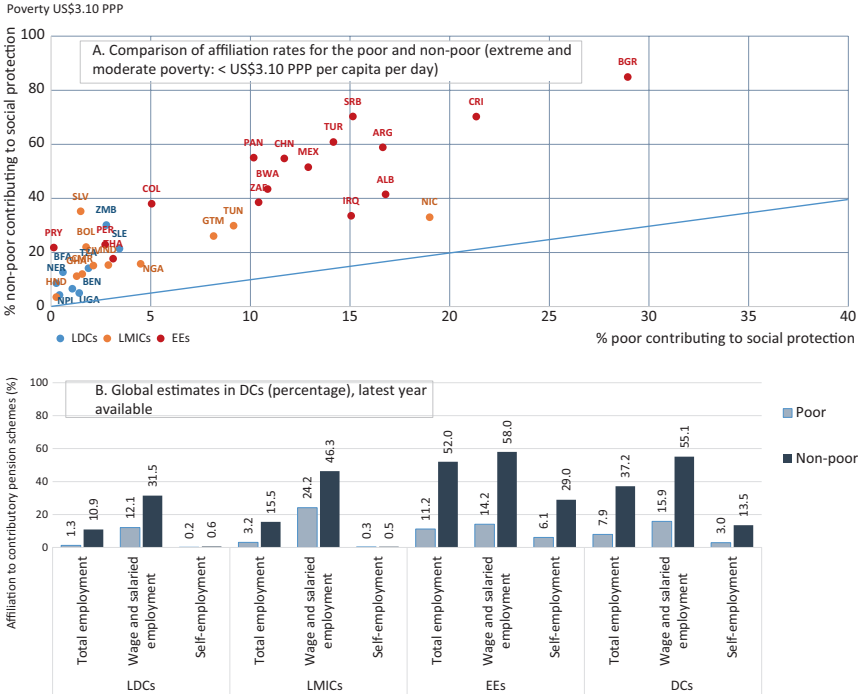 Poverty US$3.10 PPP
A. Comparison of affiliation rates for the poor and non-poor (extreme and
moderate poverty: < US$3.10 PPP per capita per day)
% non-poor contributing to social protection
100
80
60
40
20
0
BGR
SRB
CRI
TUR
ARG
PAN
CHN
MEX
BWA
ALB
ZAF
IRQ
NIC
COL
SLV
ZMB
TUN
GTM
PRY
BOL
PER
SLE
THA
BFA
TZA
NER
GHA
CMR
MNG
NGA
HND
BEN
NPL
UGA
0 5 10 15 20 25 30 35 40
LDCs LMICs EEs
% poor contributing to social protection
B. Global estimates in DCs (percentage), latest year
available
Affiliation to contributory pension schemes (%)
100
80
60
40
20
0
1.3 10.9 12.1 31.5 0.2 0.6 3.2 15.5 24.2 46.3 0.3 0.5 11.2 52.0 14.2 58.0 6.1 29.0 7.9 37.2 15.9 55.1 3.0 13.5
Poor
Non-poor
Total employment
Wage and salaried
employment
Self-employment
Total employment
Wage and salaried
employment
Self-employment
Total employment
Wage and salaried
employment
Self-employment
Total employment
Wage and salaried
employment
Self-employment
LDCs LMICs EEs DCs